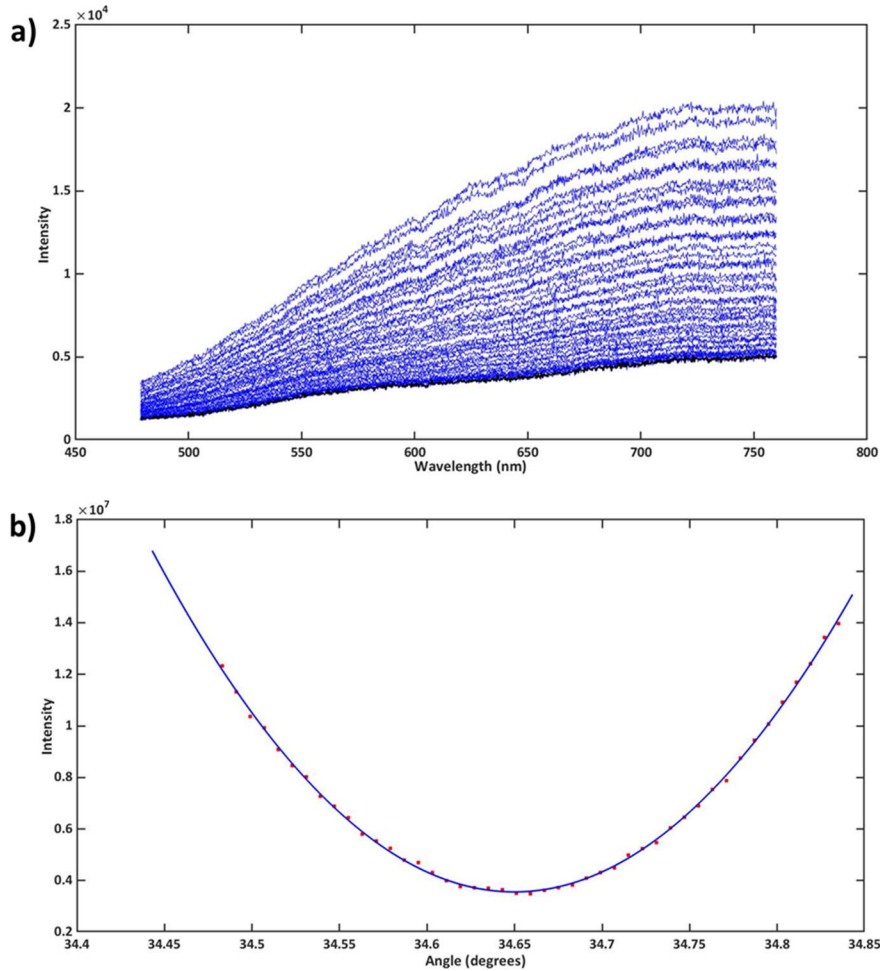 a)
×10⁴
2.5
2
1.5
1
0.5
0
Intensity
450 500 550 600 650 700 750 800
Wavelength (nm)
b)
×10⁷
1.8
1.6
1.4
1.2
1
0.8
0.6
0.4
0.2
Intensity
34.4 34.45 34.5 34.55 34.6 34.65 34.7 34.75 34.8 34.85
Angle (degrees)